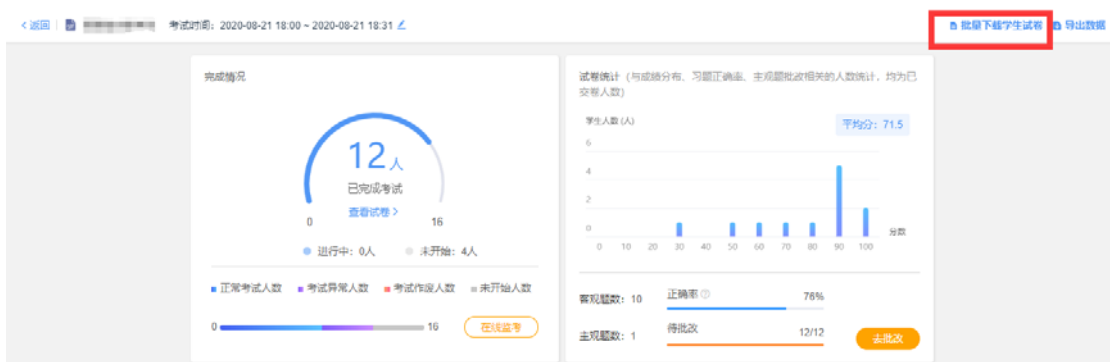 <返回
考试时间：2020-08-21 18:00 ~ 2020-08-21 18:31
批量下载学生试卷
导出数据
完成情况
12人
已完成考试
查看试卷>
0
16
进行中：0人
未开始：4人
正常考试人数
考试异常人数
考试作废人数
未开始人数
0
16
在线监考
试卷统计（与成绩分布、习题正确率、主观题批改相关的人数统计，均为已
交卷人数）
学生人数(人)
平均分：71.5
6
4
2
0
分数
0 10 20 30 40 50 60 70 80 90 100
客观题数：10
正确率
76%
主观题数：1
待批改
12/12
去批改